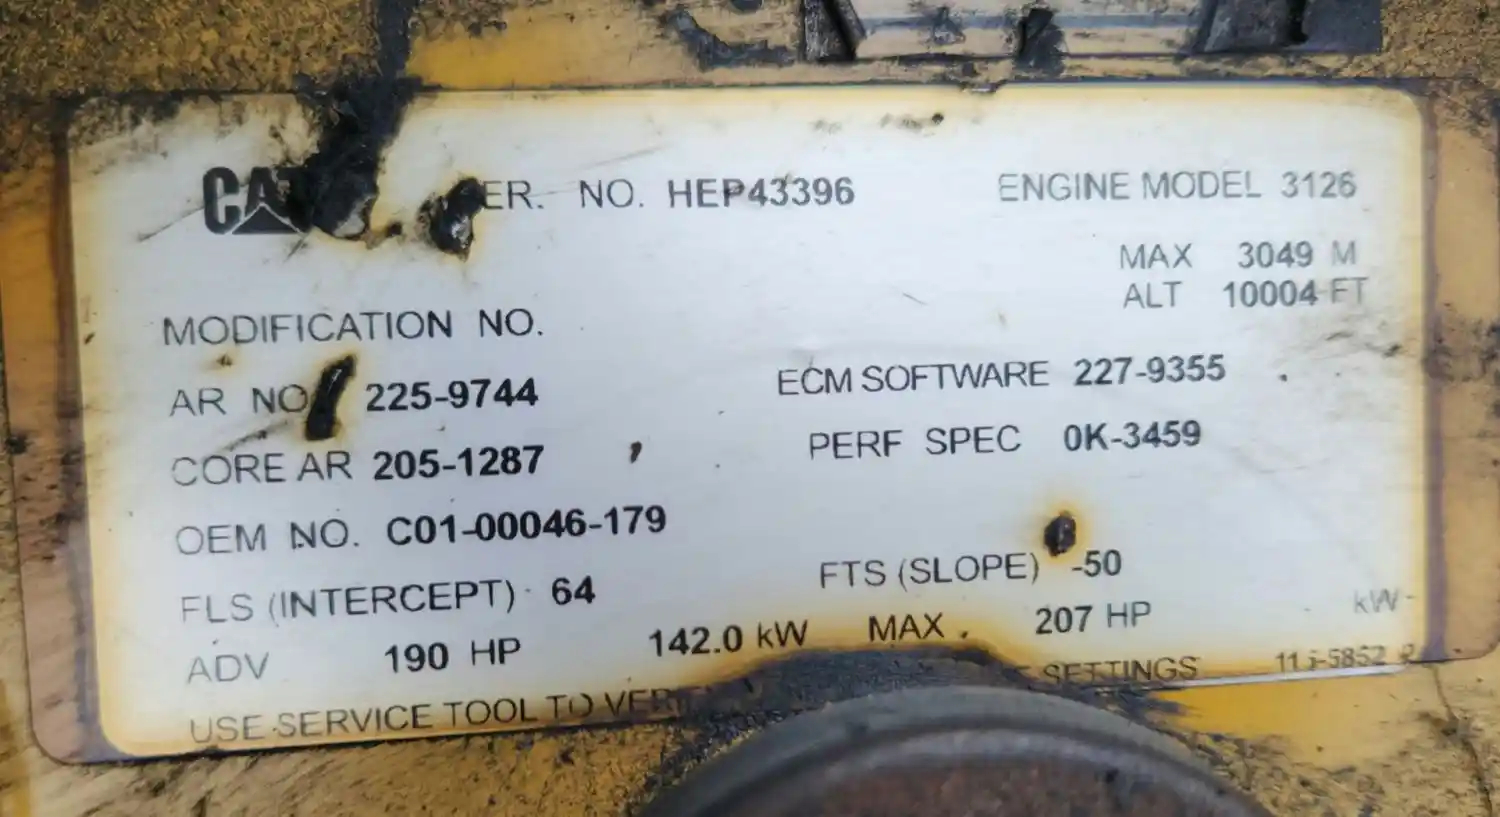 CAT ER. NO. HEP43396 ENGINE MODEL 3126
MAX 3049 M
ALT 10004 FT
MODIFICATION NO.
AR NO 225-9744 ECM SOFTWARE 227-9355
CORE AR 205-1287 PERF SPEC 0K-3459
OEM NO. C01-00046-179
FLS (INTERCEPT) 64 FTS (SLOPE) -50
ADV 190 HP 142.0 kW MAX 207 HP kW
USE SERVICE TOOL TO SETTINGS